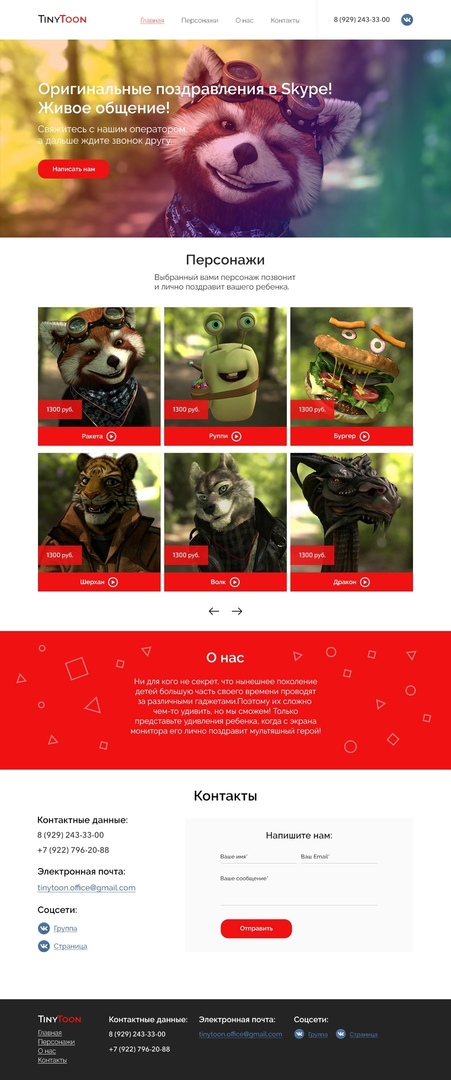 TINYTOON
Главная Персонажи О нас Контакты 8 (929) 243-33-00
Оригинальные поздравления в Skype!
Живое общение!
Свяжитесь с нашим оператором,
а дальше ждите звонок другу.
Написать нам
Персонажи
Выбранный вами персонаж позвонит
и лично поздравит вашего ребенка.
1300 руб. 1300 руб. 1300 руб.
Ракета Руппи Бургер
1300 руб. 1300 руб. 1300 руб.
Шерхан Волк Дракон
О нас
Ни для кого не секрет, что нынешнее поколение
детей большую часть своего времени проводят
за различными гаджетами.Поэтому их сложно
чем-то удивить, но мы сможем! Только
представьте удивления ребенка, когда с экрана
монитора его лично поздравит мультяшный герой!
Контакты
Контактные данные:
8 (929) 243-33-00
+7 (922) 796-20-88
Электронная почта:
tinytoon.office@gmail.com
Соцсети:
Группа
Страница
Напишите нам:
Ваше имя* Ваш Email*
Ваше сообщение*
Отправить
TINYTOON
Главная
Персонажи
О нас
Контакты
Контактные данные:
8 (929) 243-33-00
+7 (922) 796-20-88
Электронная почта:
tinytoon.office@gmail.com
Соцсети:
Группа Страница